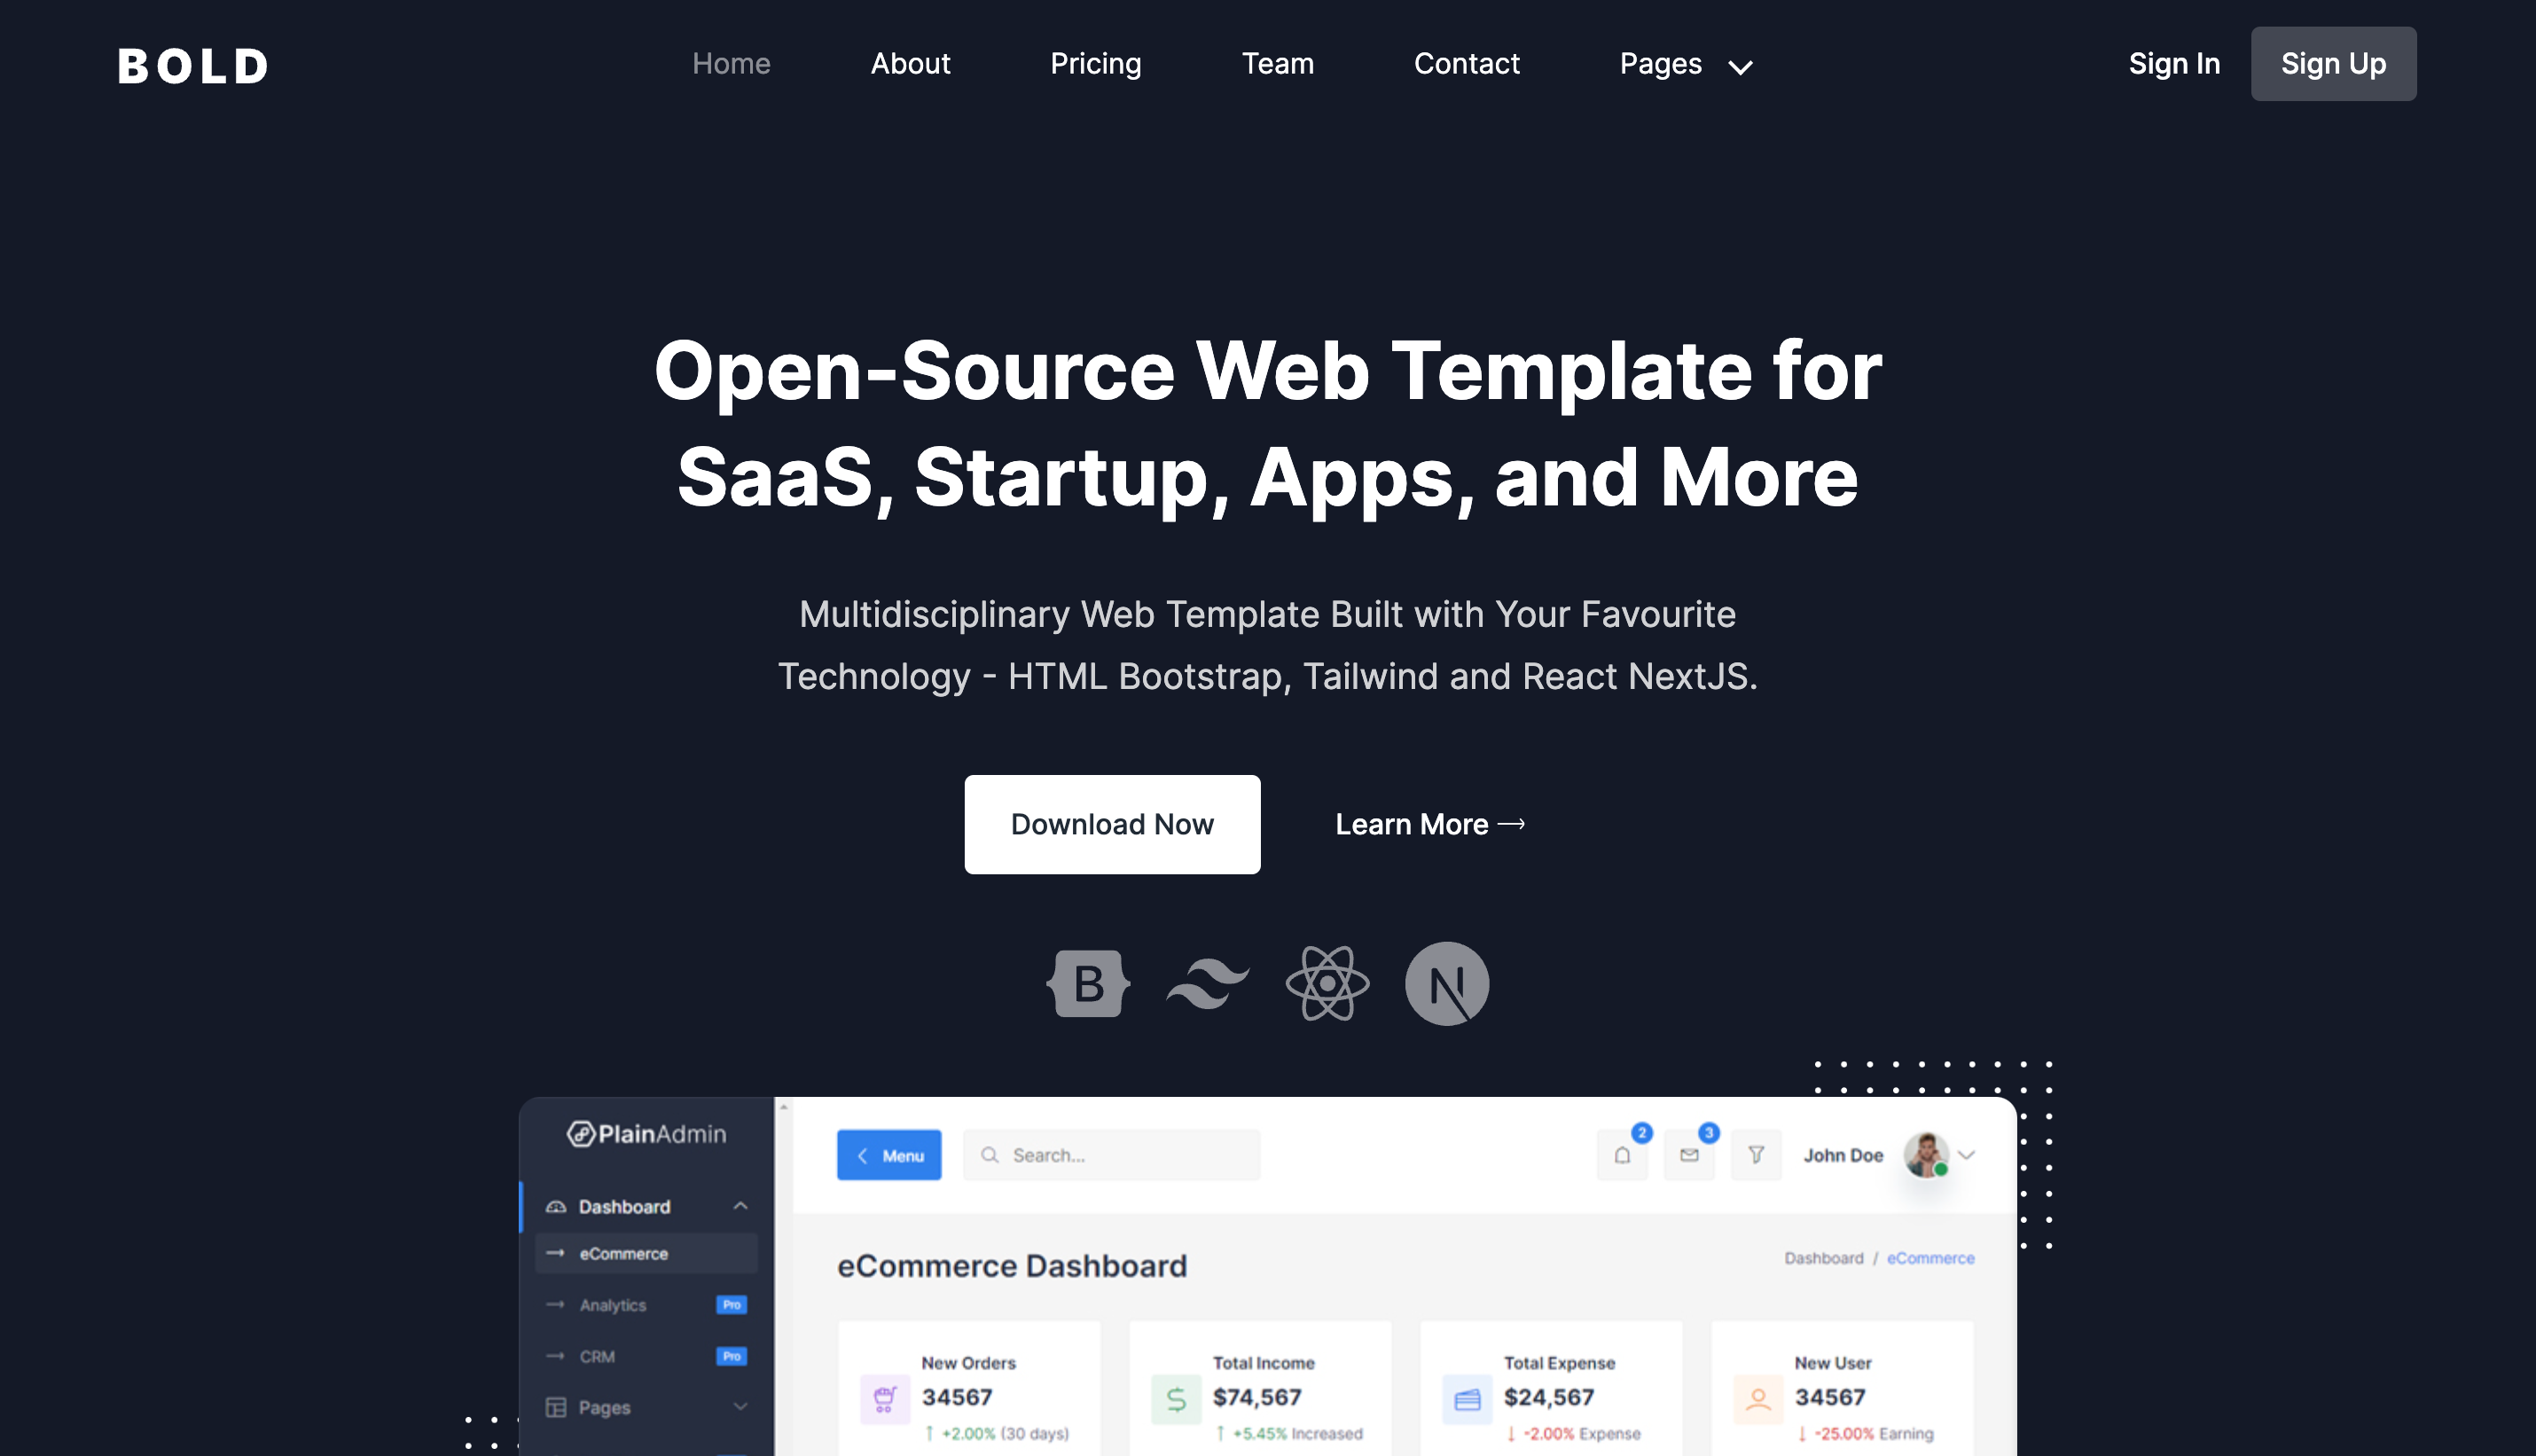 BOLD
Home About Pricing Team Contact Pages Sign In Sign Up
Open-Source Web Template for
SaaS, Startup, Apps, and More
Multidisciplinary Web Template Built with Your Favourite
Technology - HTML Bootstrap, Tailwind and React NextJS.
Download Now Learn More →
B N
PlainAdmin
Menu Search... 2 3 John Doe
Dashboard
eCommerce
Analytics Pro
CRM Pro
Pages
eCommerce Dashboard Dashboard / eCommerce
New Orders
34567
↑ +2.00% (30 days)
Total Income
$74,567
↑ +5.45% Increased
Total Expense
$24,567
↓ -2.00% Expense
New User
34567
↓ -25.00% Earning